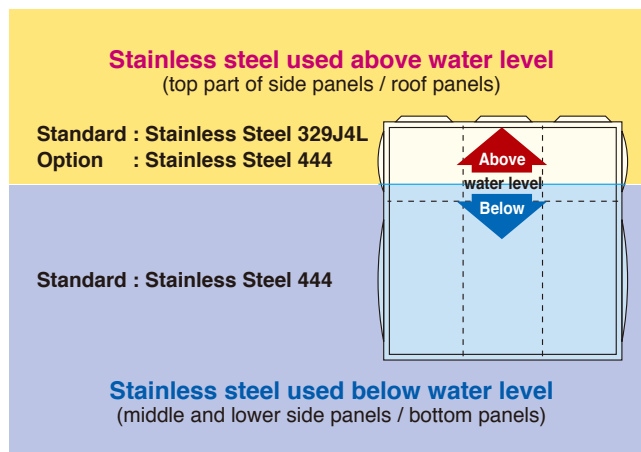 Stainless steel used above water level
(top part of side panels / roof panels)
Standard : Stainless Steel 329J4L
Option : Stainless Steel 444
Above
water level
Below
Standard : Stainless Steel 444
Stainless steel used below water level
(middle and lower side panels / bottom panels)